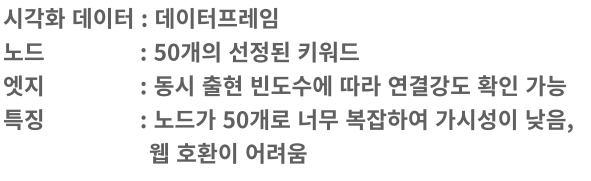 시각화 데이터 : 데이터프레임
노드 : 50개의 선정된 키워드
엣지 : 동시 출현 빈도수에 따라 연결강도 확인 가능
특징 : 노드가 50개로 너무 복잡하여 가시성이 낮음,
웹 호환이 어려움